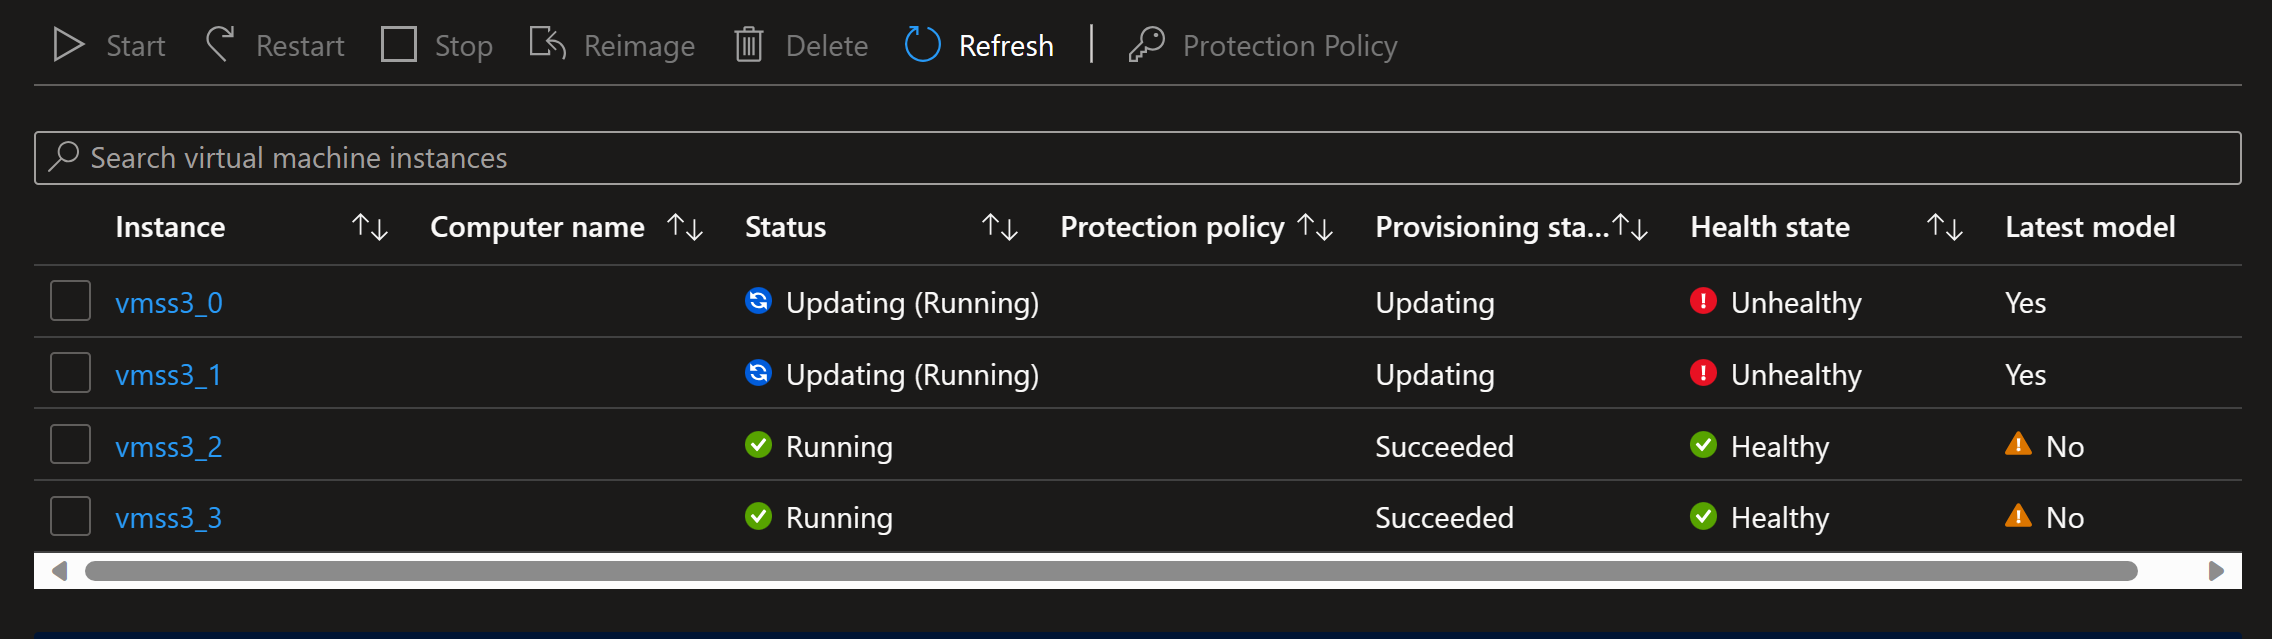 Start Restart Stop Reimage Delete Refresh Protection Policy
Search virtual machine instances
Instance Computer name Status Protection policy Provisioning sta... Health state Latest model
vmss3_0 Updating (Running) Updating Unhealthy Yes
vmss3_1 Updating (Running) Updating Unhealthy Yes
vmss3_2 Running Succeeded Healthy No
vmss3_3 Running Succeeded Healthy No